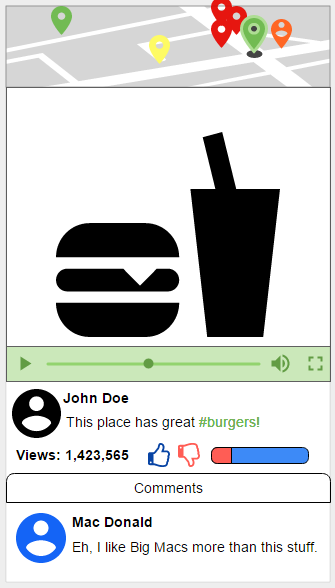 John Doe
This place has great #burgers!
Views: 1,423,565
Comments
Mac Donald
Eh, I like Big Macs more than this stuff.